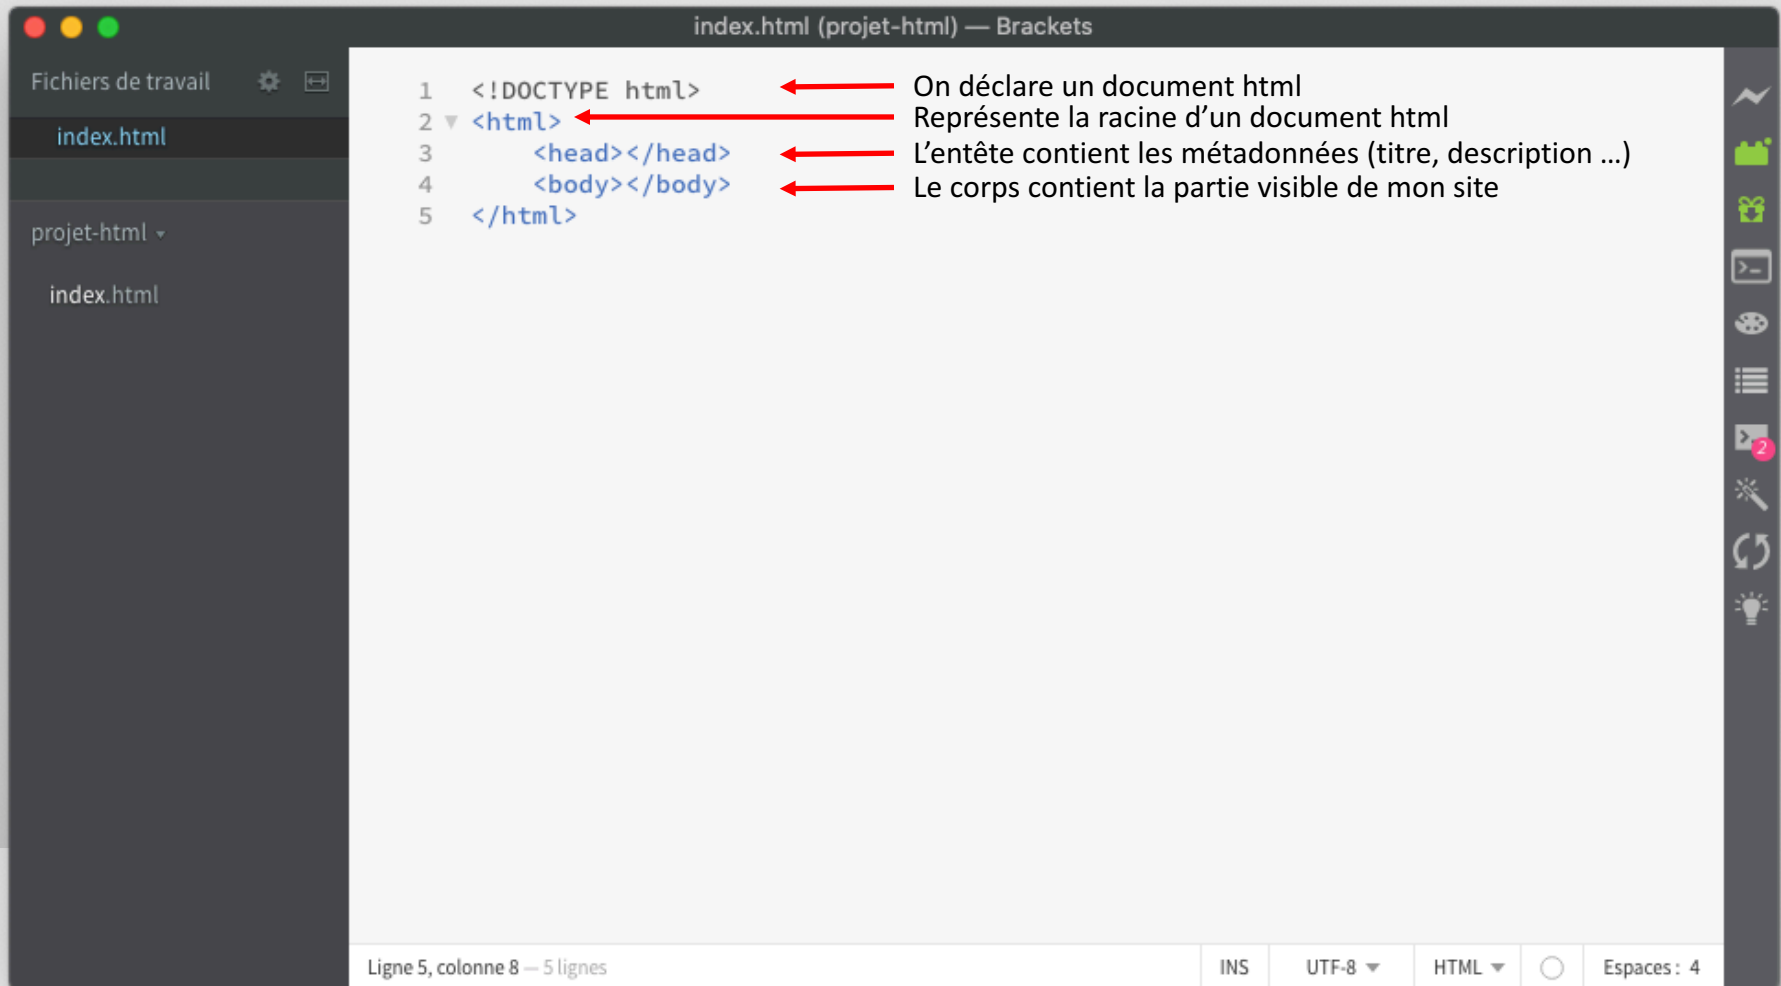 index.html (projet-html) — Brackets
Fichiers de travail
index.html
projet-html
index.html
1 <!DOCTYPE html> On déclare un document html
2 <html> Représente la racine d’un document html
3 <head></head> L’entête contient les métadonnées (titre, description …)
4 <body></body> Le corps contient la partie visible de mon site
5 </html>
2
Ligne 5, colonne 8 — 5 lignes INS UTF-8 HTML Espaces : 4